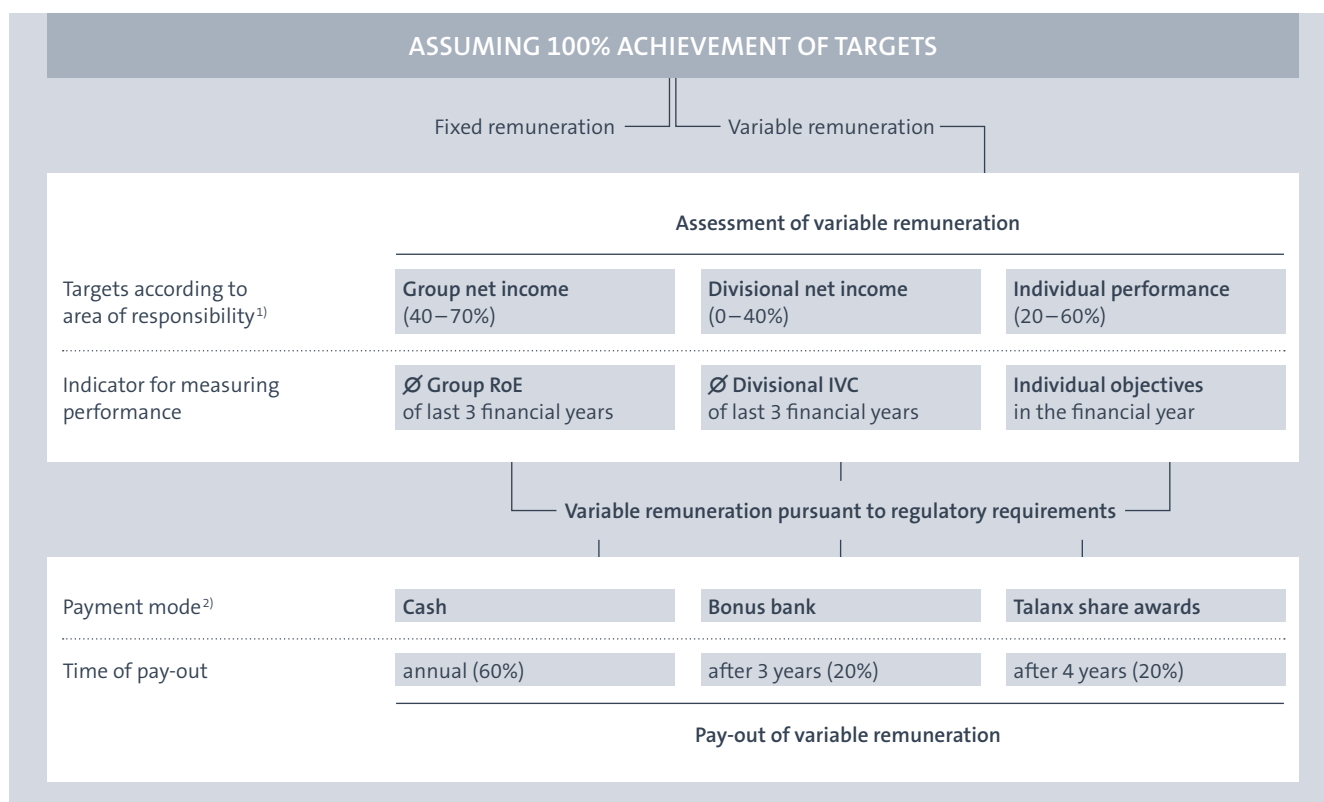 ASSUMING 100% ACHIEVEMENT OF TARGETS
Fixed remuneration
Variable remuneration
Assessment of variable remuneration
Targets according to
area of responsibility¹⁾
Group net income
(40–70%)
Divisional net income
(0–40%)
Individual performance
(20–60%)
Indicator for measuring
performance
Ø Group RoE
of last 3 financial years
Ø Divisional IVC
of last 3 financial years
Individual objectives
in the financial year
Variable remuneration pursuant to regulatory requirements
Payment mode²⁾
Cash
Bonus bank
Talanx share awards
Time of pay-out
annual (60%)
after 3 years (20%)
after 4 years (20%)
Pay-out of variable remuneration